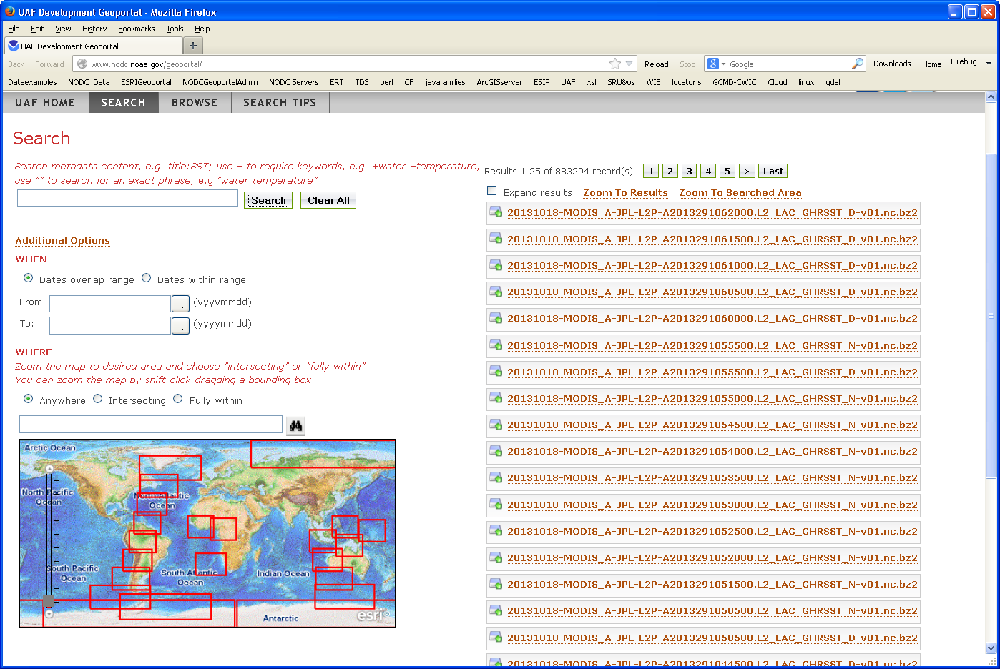 UAF Development Geoportal - Mozilla Firefox
File Edit View History Bookmarks Tools Help
UAF Development Geoportal +
Back Forward www.nodc.noaa.gov/geoportal/ Reload Stop 8 Google Downloads Home Firebug
Dataexamples NODC_Data ESRIGeoportal NODCGeoportalAdmin NODC Servers ERT TDS perl CF javafamilies ArcGISserver ESIP UAF xsl SRU&os WIS locatorjs GCMD-CWIC Cloud linux gdal
UAF HOME SEARCH BROWSE SEARCH TIPS
Search
Search metadata content, e.g. title:SST; use + to require keywords, e.g. +water +temperature;
use "" to search for an exact phrase, e.g."water temperature"
Search Clear All
Additional Options
WHEN
Dates overlap range Dates within range
From: ... (yyyymmdd)
To: ... (yyyymmdd)
WHERE
Zoom the map to desired area and choose "intersecting" or "fully within"
You can zoom the map by shift-click-dragging a bounding box
Anywhere Intersecting Fully within
Arctic Ocean
North Pacific
Ocean
North Atlantic
Ocean
South Pacific
Ocean
South Atlantic
Ocean
Indian Ocean
Antarctic
esri
Results 1-25 of 883294 record(s) 1 2 3 4 5 > Last
Expand results Zoom To Results Zoom To Searched Area
20131018-MODIS_A-JPL-L2P-A2013291062000.L2_LAC_GHRSST_D-v01.nc.bz2
20131018-MODIS_A-JPL-L2P-A2013291061500.L2_LAC_GHRSST_D-v01.nc.bz2
20131018-MODIS_A-JPL-L2P-A2013291061000.L2_LAC_GHRSST_D-v01.nc.bz2
20131018-MODIS_A-JPL-L2P-A2013291060500.L2_LAC_GHRSST_D-v01.nc.bz2
20131018-MODIS_A-JPL-L2P-A2013291060000.L2_LAC_GHRSST_D-v01.nc.bz2
20131018-MODIS_A-JPL-L2P-A2013291055500.L2_LAC_GHRSST_N-v01.nc.bz2
20131018-MODIS_A-JPL-L2P-A2013291055500.L2_LAC_GHRSST_D-v01.nc.bz2
20131018-MODIS_A-JPL-L2P-A2013291055000.L2_LAC_GHRSST_N-v01.nc.bz2
20131018-MODIS_A-JPL-L2P-A2013291054500.L2_LAC_GHRSST_N-v01.nc.bz2
20131018-MODIS_A-JPL-L2P-A2013291054000.L2_LAC_GHRSST_N-v01.nc.bz2
20131018-MODIS_A-JPL-L2P-A2013291053500.L2_LAC_GHRSST_N-v01.nc.bz2
20131018-MODIS_A-JPL-L2P-A2013291053000.L2_LAC_GHRSST_N-v01.nc.bz2
20131018-MODIS_A-JPL-L2P-A2013291052500.L2_LAC_GHRSST_N-v01.nc.bz2
20131018-MODIS_A-JPL-L2P-A2013291052000.L2_LAC_GHRSST_N-v01.nc.bz2
20131018-MODIS_A-JPL-L2P-A2013291051500.L2_LAC_GHRSST_N-v01.nc.bz2
20131018-MODIS_A-JPL-L2P-A2013291050500.L2_LAC_GHRSST_N-v01.nc.bz2
20131018-MODIS_A-JPL-L2P-A2013291050500.L2_LAC_GHRSST_D-v01.nc.bz2
20131018-MODIS_A-JPL-L2P-A2013291044500.L2_LAC_GHRSST_D-v01.nc.bz2